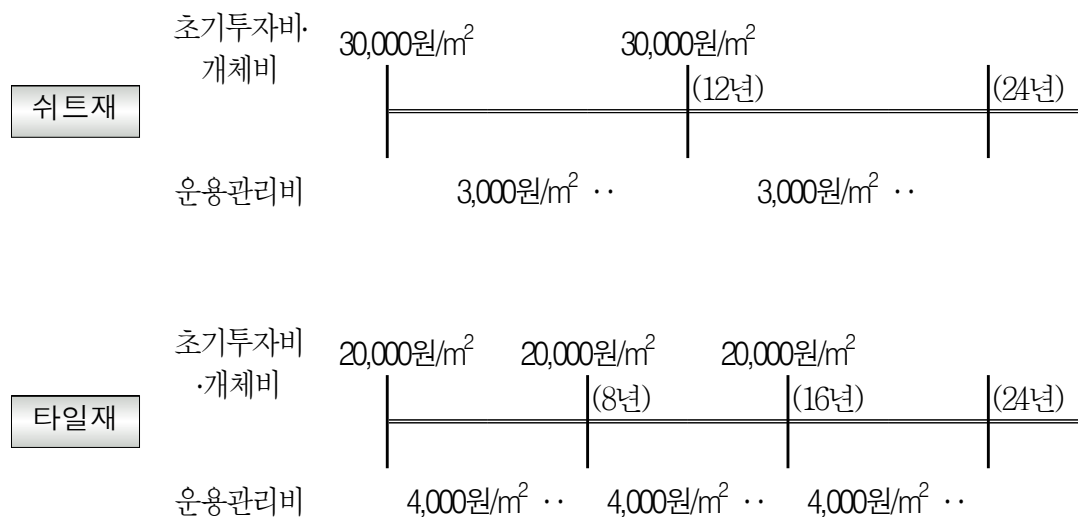 초기투자비·
개체비
30,000원/m² 30,000원/m²
쉬트재
(12년) (24년)
운용관리비 3,000원/m² ·· 3,000원/m² ··
초기투자비
·개체비
20,000원/m² 20,000원/m² 20,000원/m²
타일재
(8년) (16년) (24년)
운용관리비 4,000원/m² ·· 4,000원/m² ·· 4,000원/m² ··